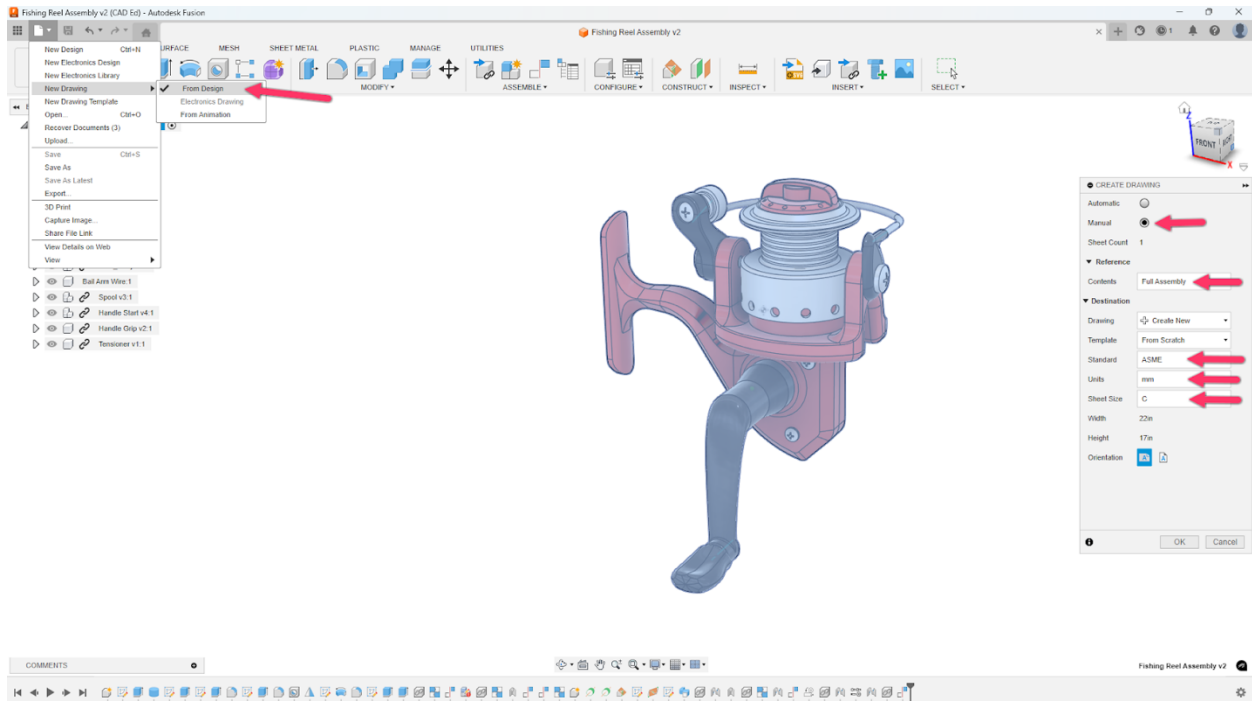 Fishing Reel Assembly v2 (CAD Ed) - Autodesk Fusion
Fishing Reel Assembly v2
1
New Design Ctrl+N
New Electronics Design
New Electronics Library
New Drawing
New Drawing Template
Open... Ctrl+O
Recover Documents (3)
Upload...
Save Ctrl+S
Save As
Save As Latest
Export...
3D Print
Capture Image...
Share File Link
View Details on Web
View
From Design
Electronics Drawing
From Animation
URFACE MESH SHEET METAL PLASTIC MANAGE UTILITIES
MODIFY ASSEMBLE CONFIGURE CONSTRUCT INSPECT INSERT SELECT
Bail Arm Wire:1
Spool v3:1
Handle Start v4:1
Handle Grip v2:1
Tensioner v1:1
Z
FRONT
X
CREATE DRAWING
Automatic
Manual
Sheet Count 1
Reference
Contents Full Assembly
Destination
Drawing Create New
Template From Scratch
Standard ASME
Units mm
Sheet Size C
Width 22in
Height 17in
Orientation A A
OK Cancel
COMMENTS
Fishing Reel Assembly v2